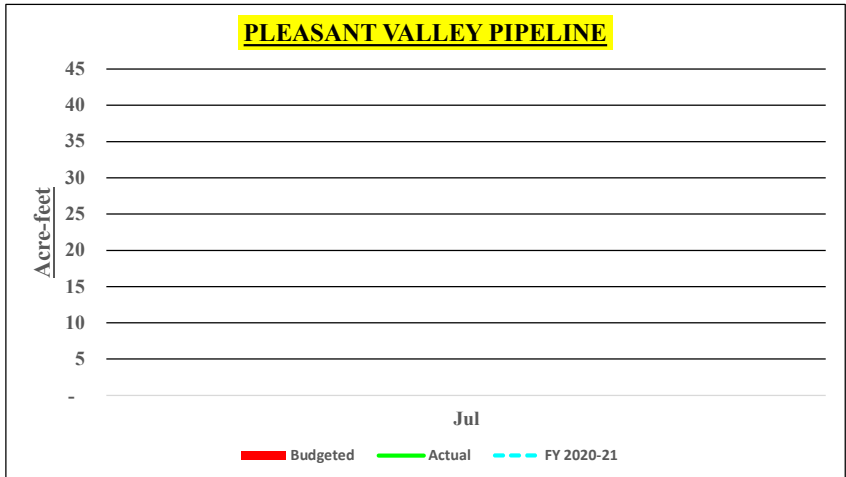 PLEASANT VALLEY PIPELINE
Acre-feet
45
40
35
30
25
20
15
10
5
-
Jul
Budgeted Actual FY 2020-21